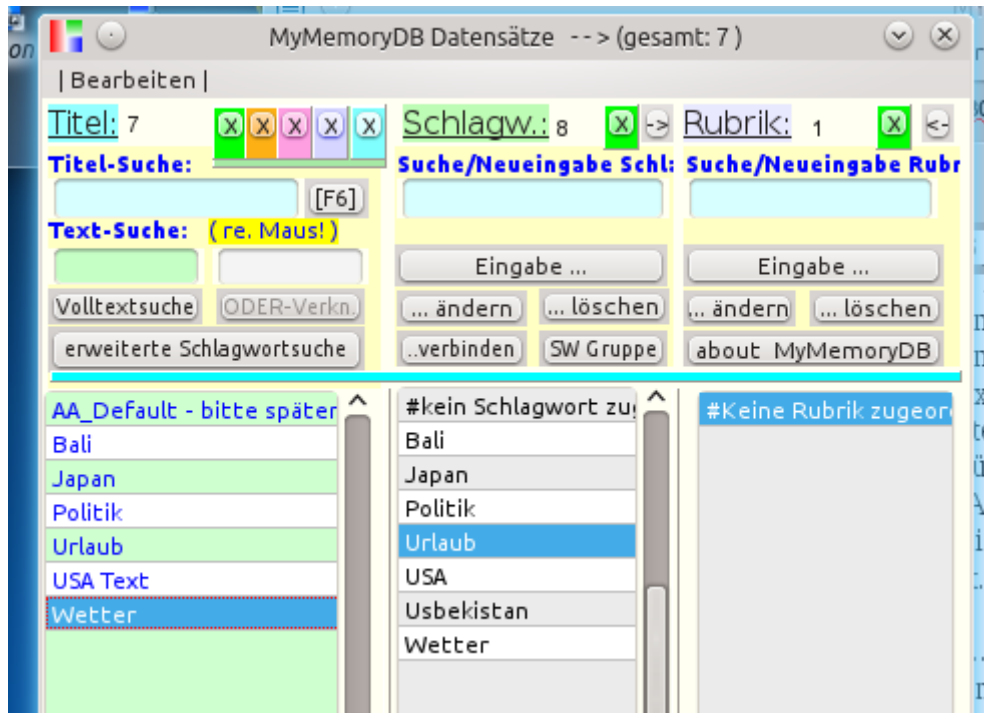 MyMemoryDB Datensätze --> (gesamt: 7 )
| Bearbeiten |
Titel: 7 X X X X X Schlagw.: 8 X -> Rubrik: 1 X <-
Titel-Suche: Suche/Neueingabe Schl: Suche/Neueingabe Rubr
[F6]
Text-Suche: ( re. Maus! )
Eingabe ... Eingabe ...
Volltextsuche ODER-Verkn. ... ändern ... löschen ... ändern ... löschen
erweiterte Schlagwortsuche ..verbinden SW Gruppe about MyMemoryDB
AA_Default - bitte später #kein Schlagwort zu #Keine Rubrik zugeor
Bali Bali
Japan Japan
Politik Politik
Urlaub Urlaub
USA Text USA
Wetter Usbekistan
Wetter